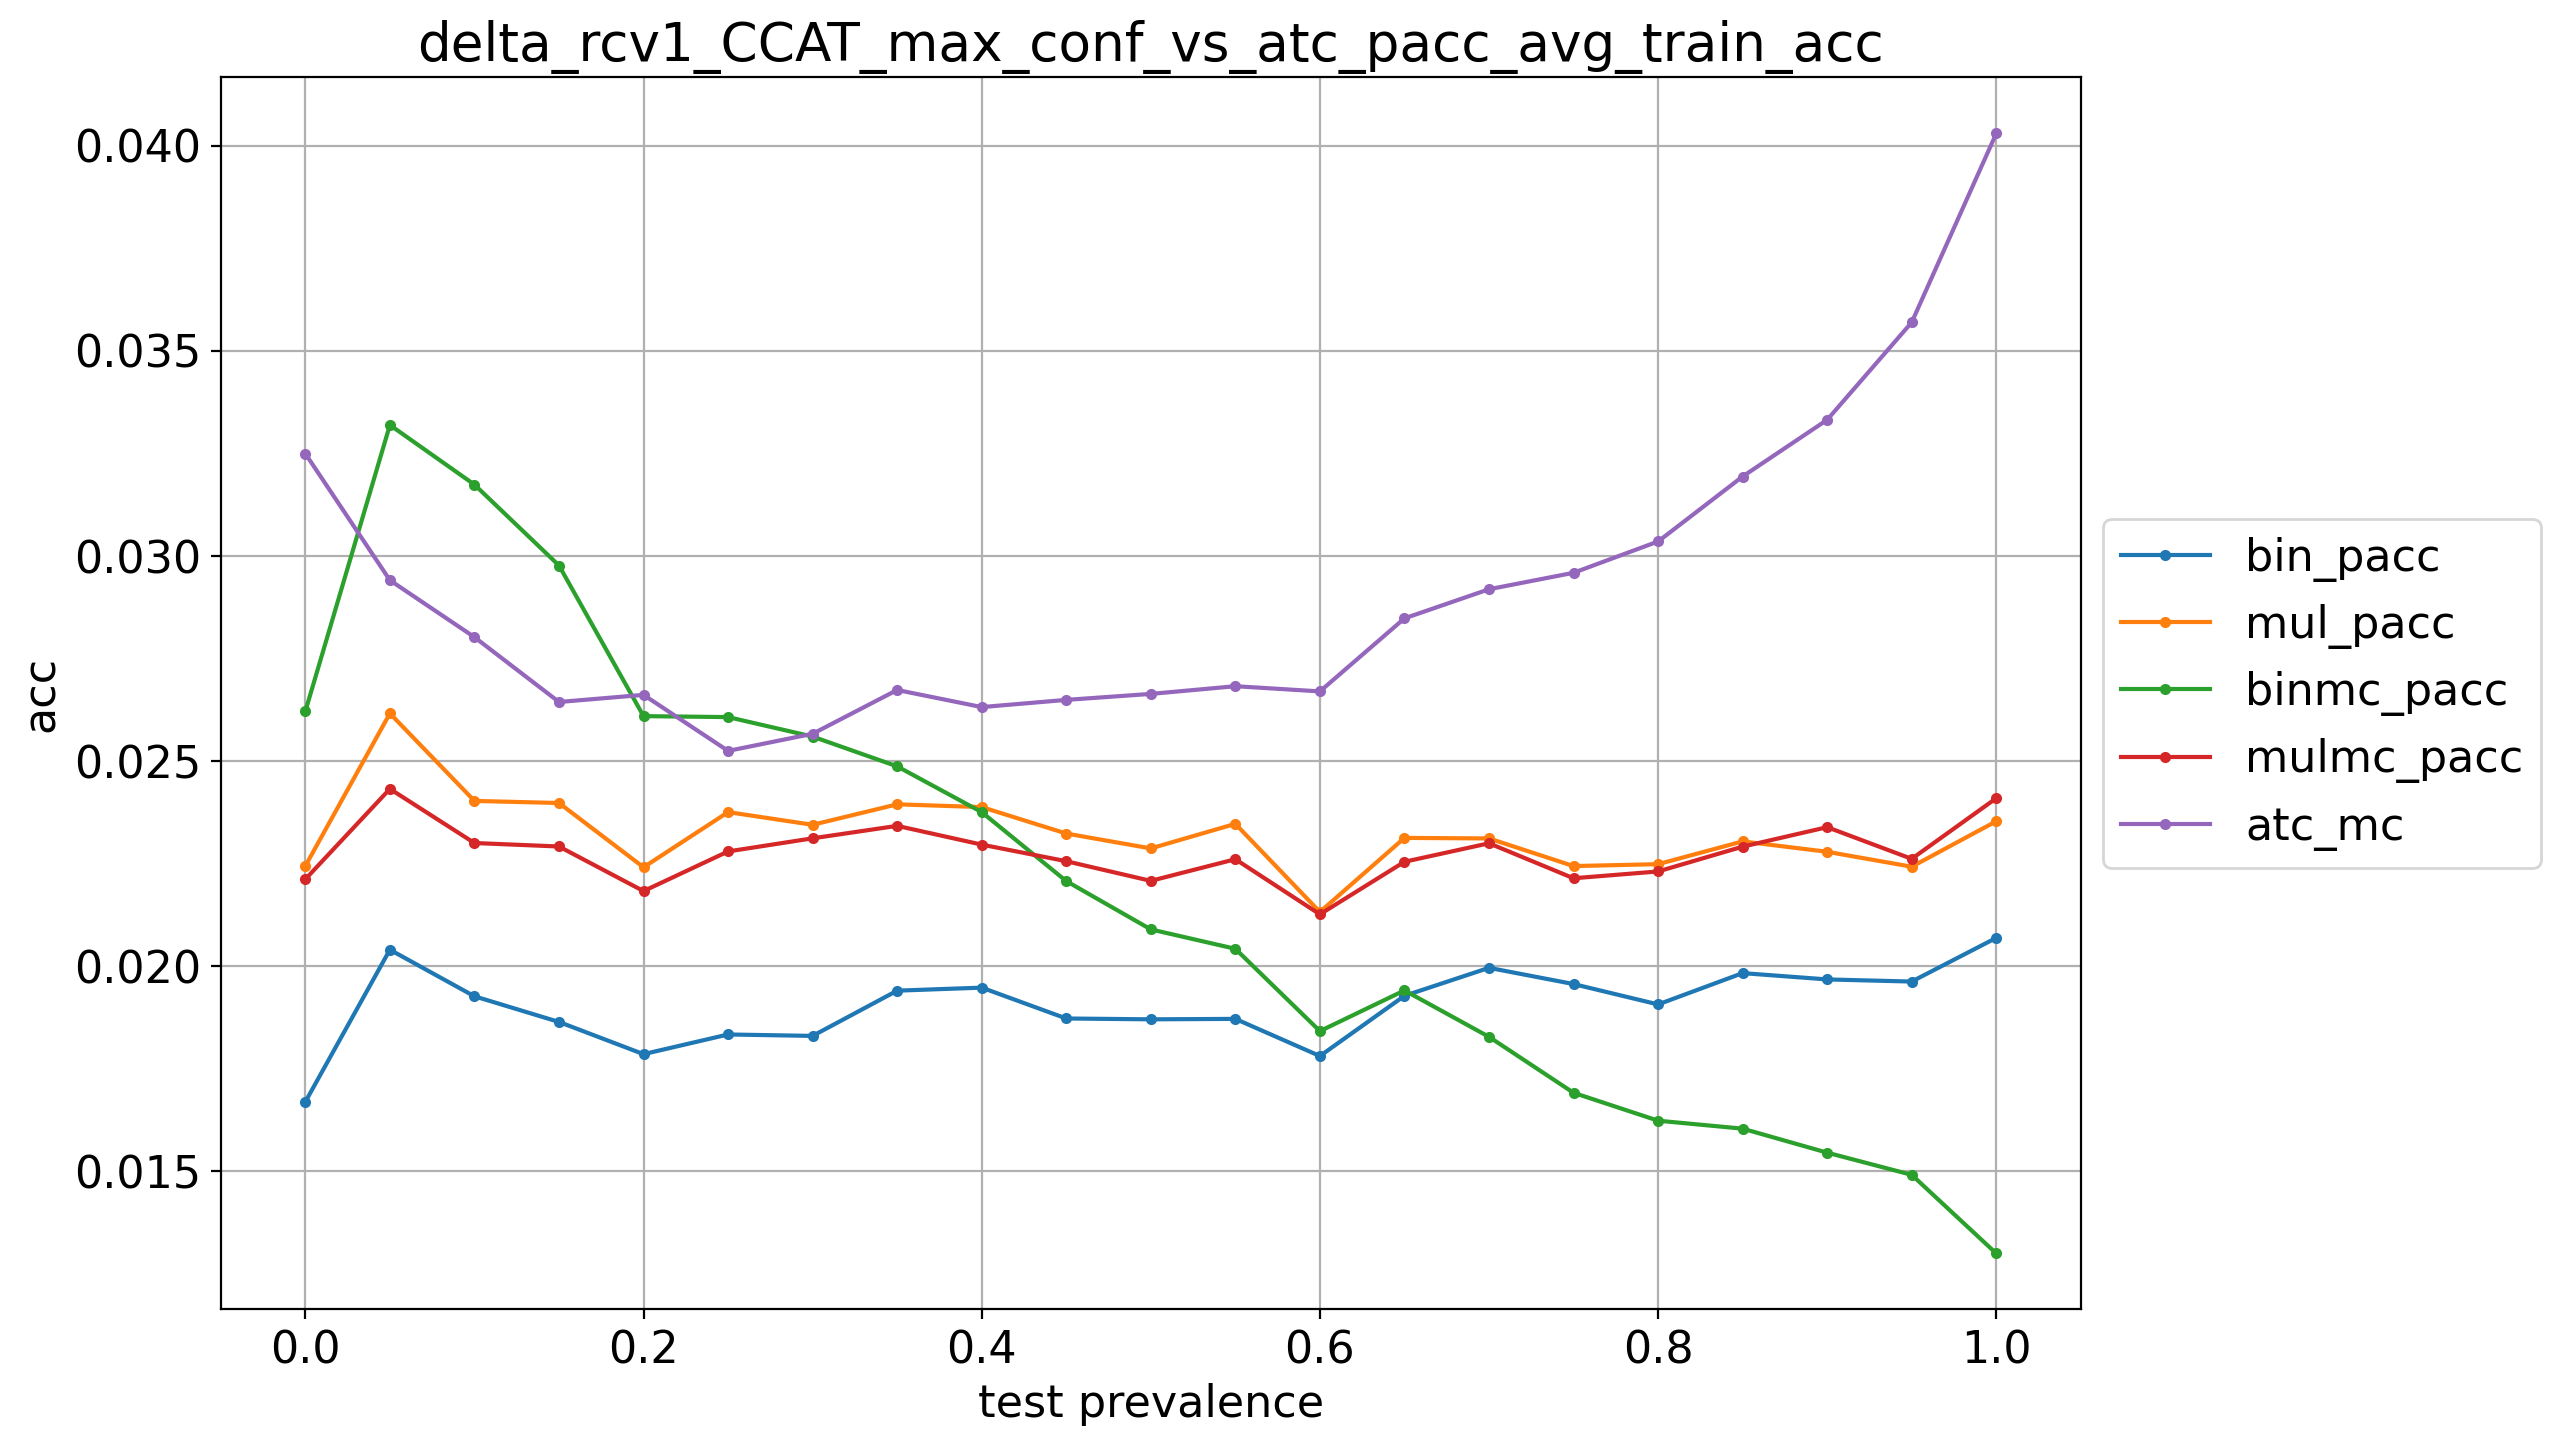 delta_rcv1_CCAT_max_conf_vs_atc_pacc_avg_train_acc
acc
0.040
0.035
0.030
0.025
0.020
0.015
0.0 0.2 0.4 0.6 0.8 1.0
test prevalence
bin_pacc
mul_pacc
binmc_pacc
mulmc_pacc
atc_mc